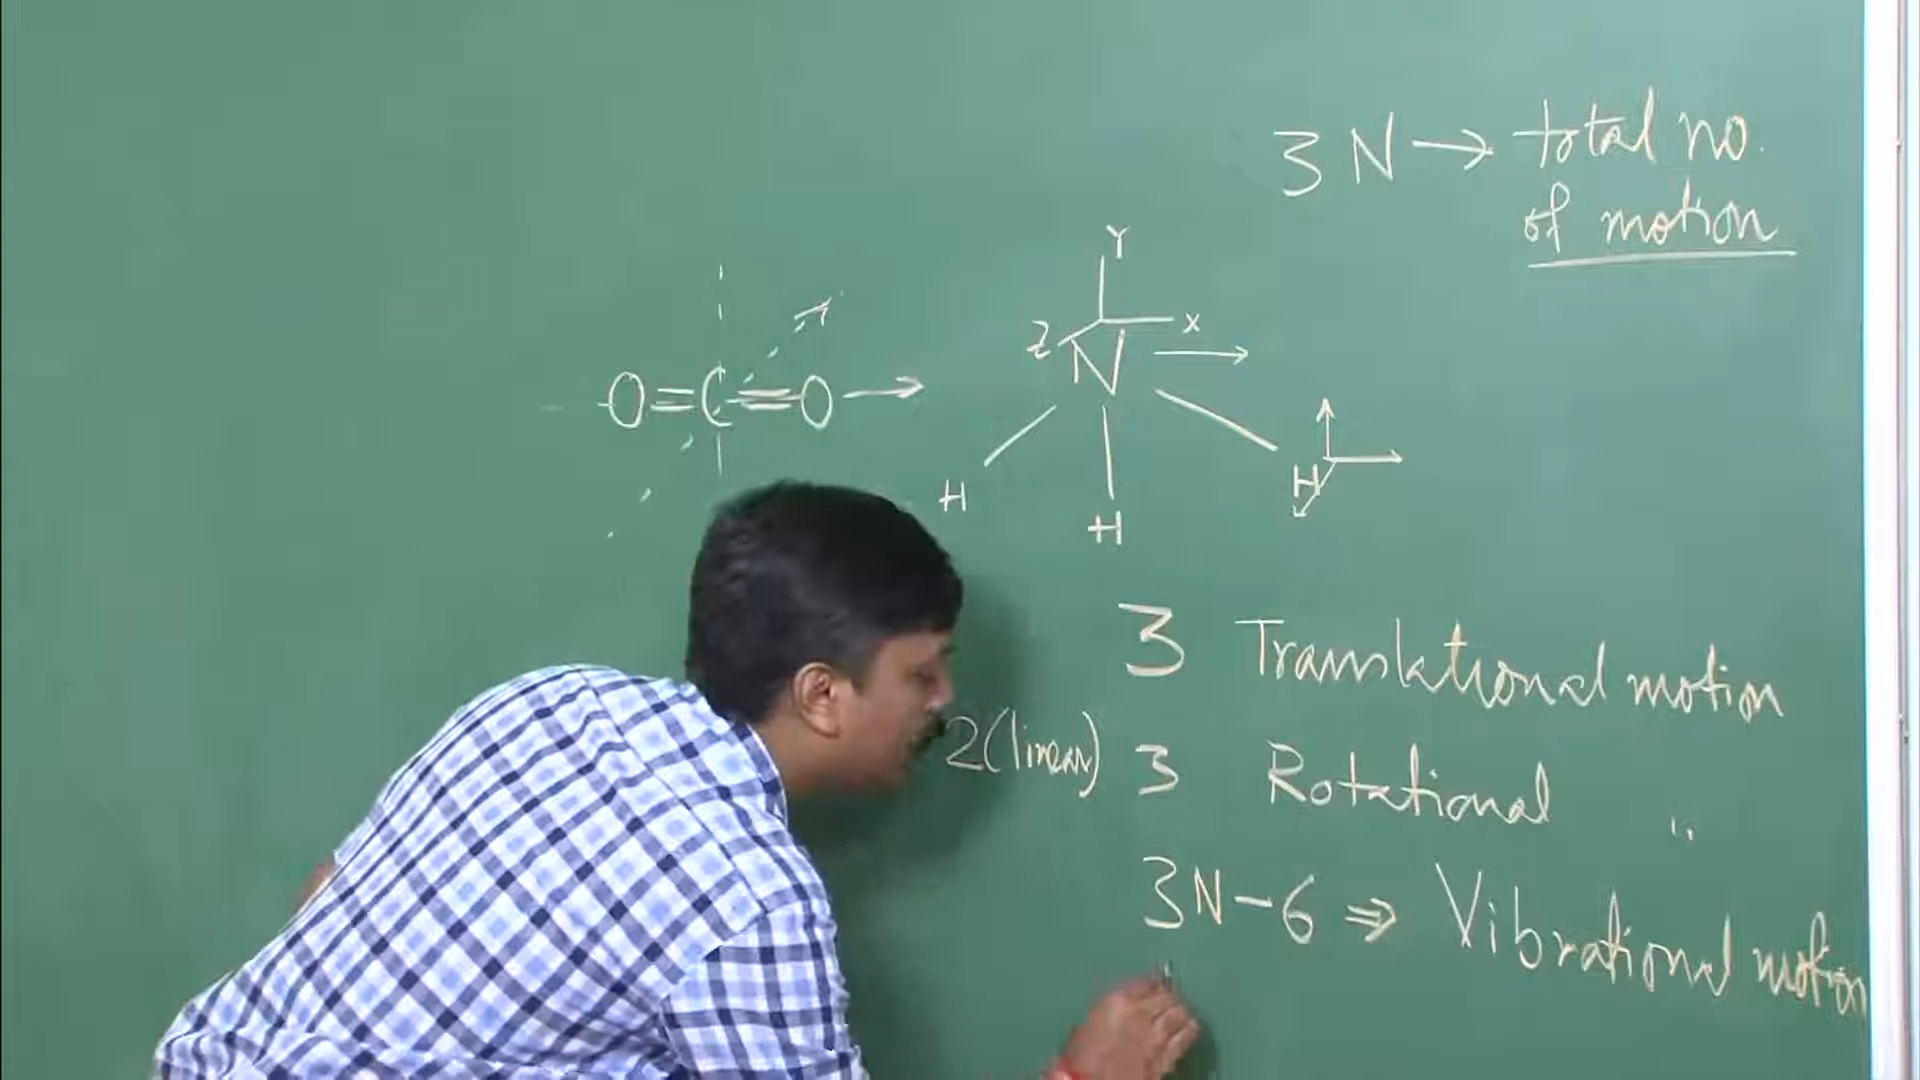 3N → total no.
of motion
Y
Z X
O=C=O → N →
H H H
3 Translational motion
2(linear) 3 Rotational "
3N-6 ⇒ Vibrational motion